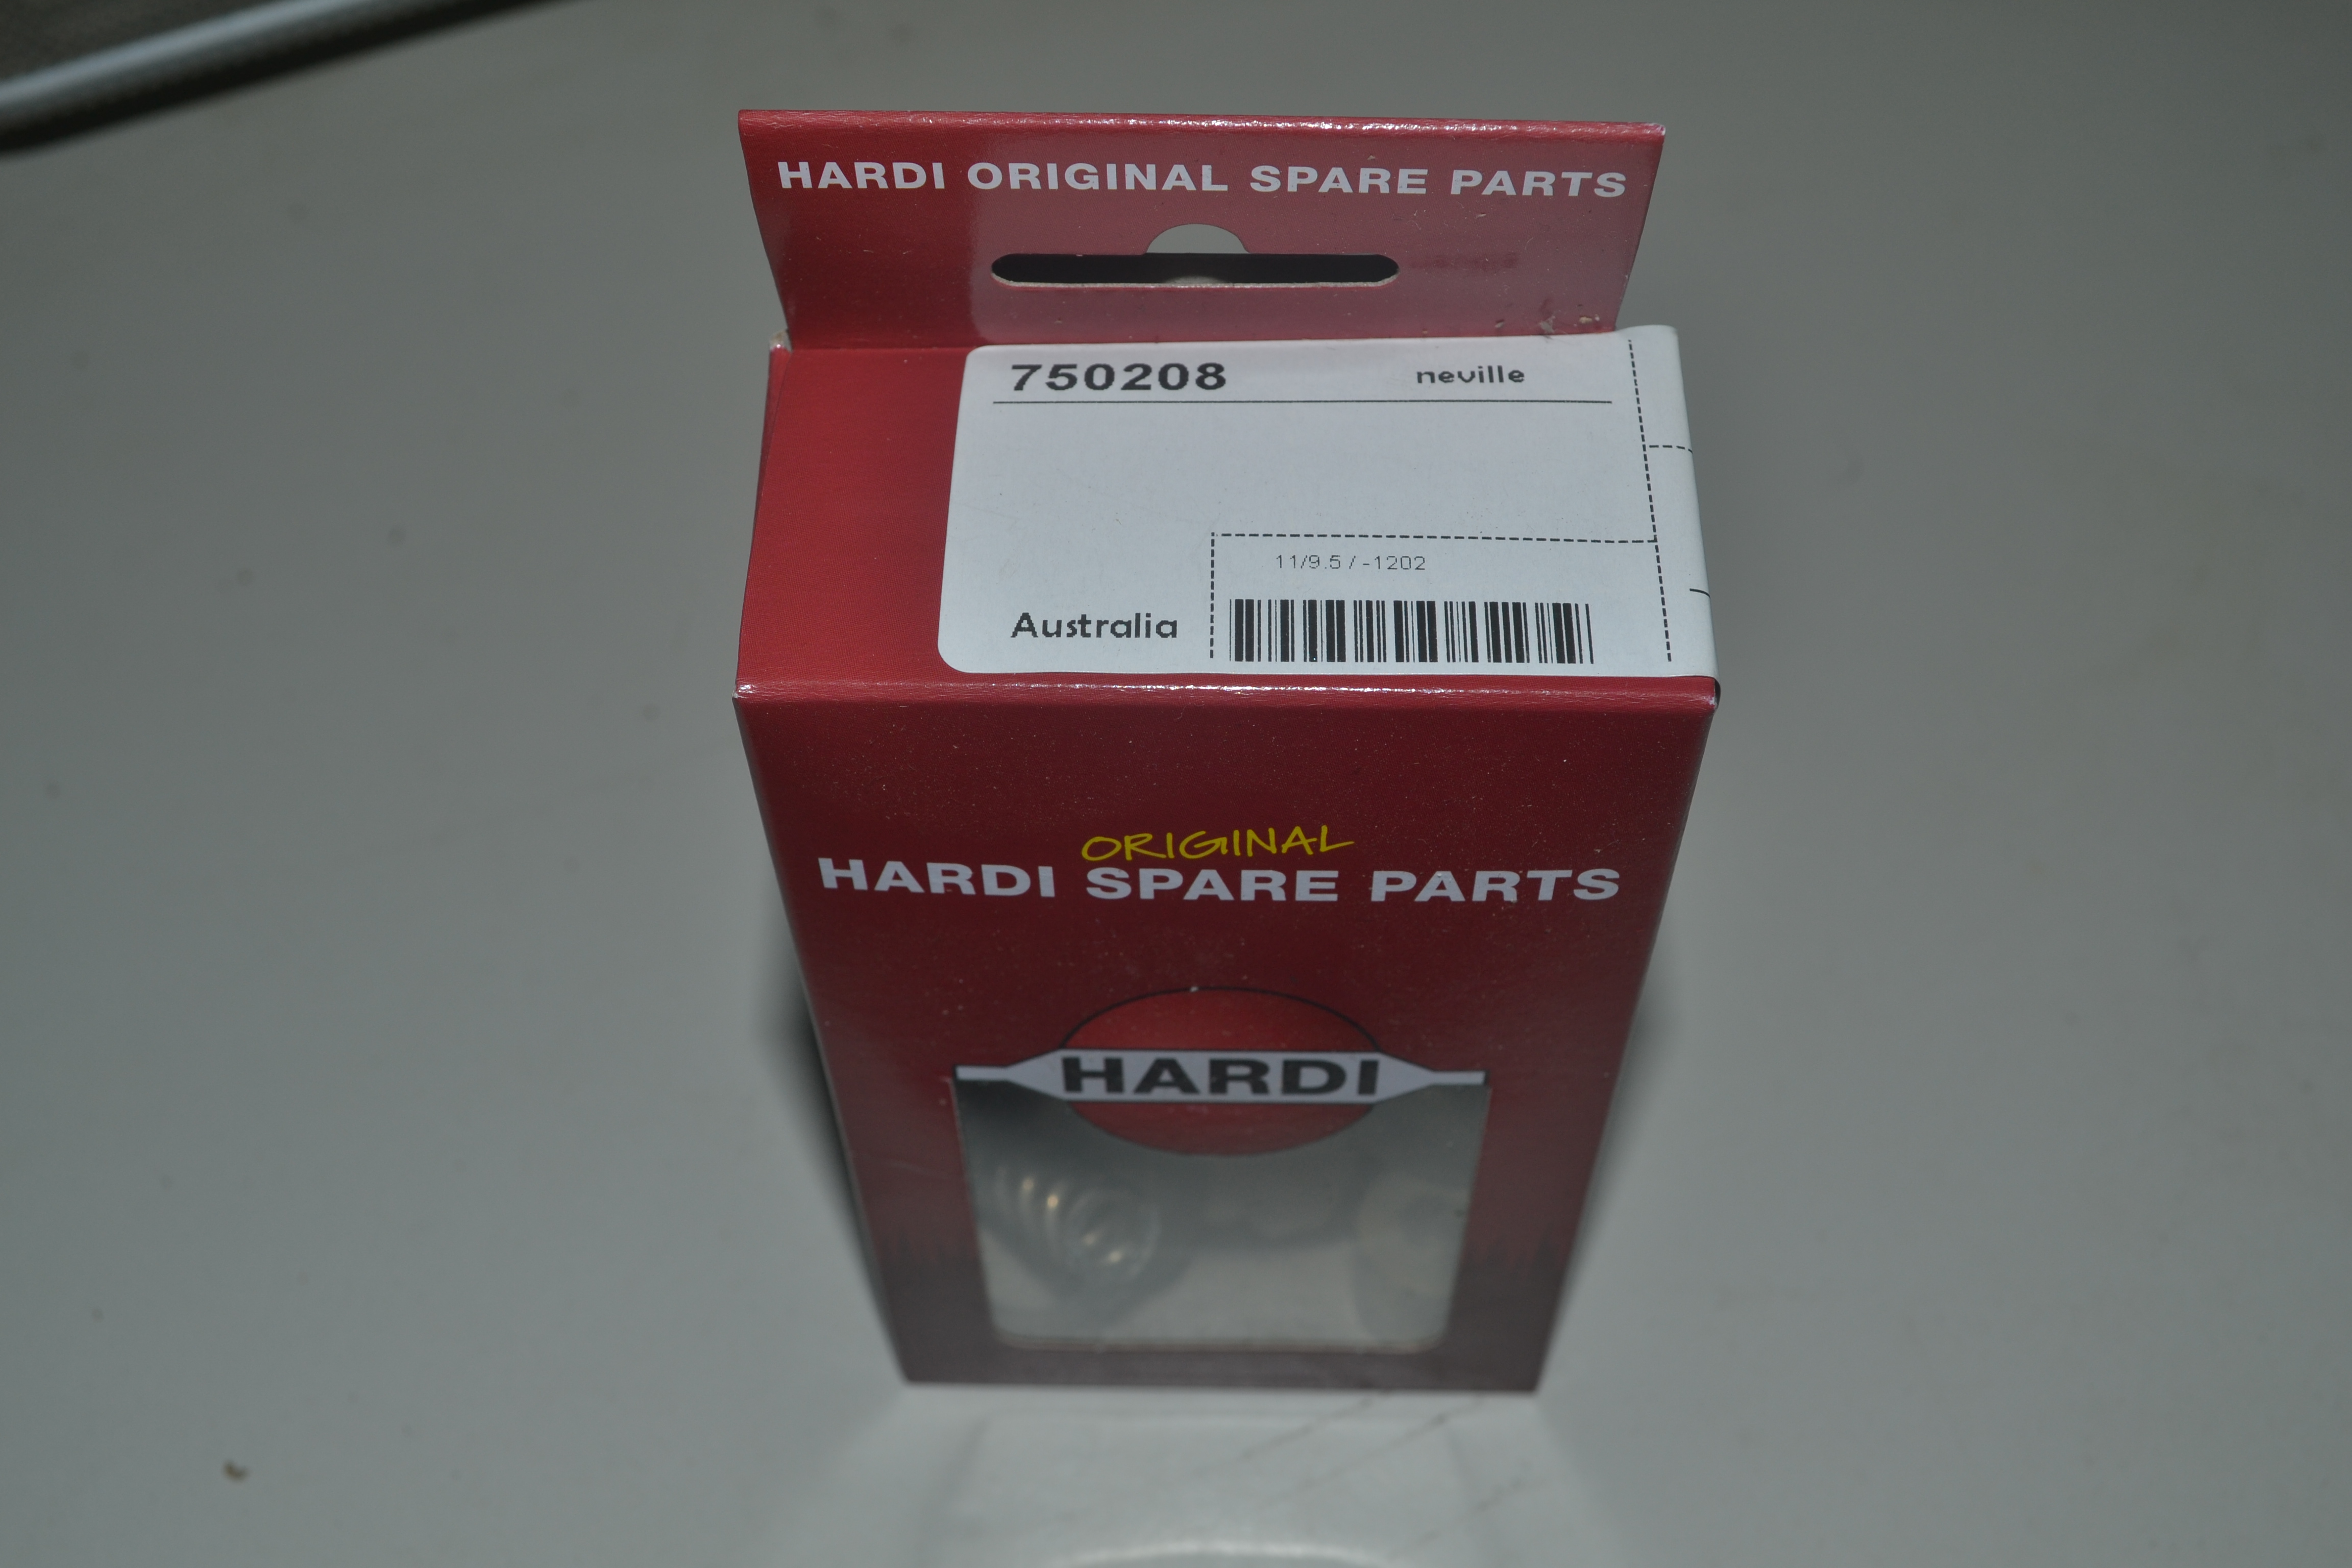 HARDI ORIGINAL SPARE PARTS
750208 neville
11/9.5 / -1202
Australia
ORIGINAL
HARDI SPARE PARTS
HARDI